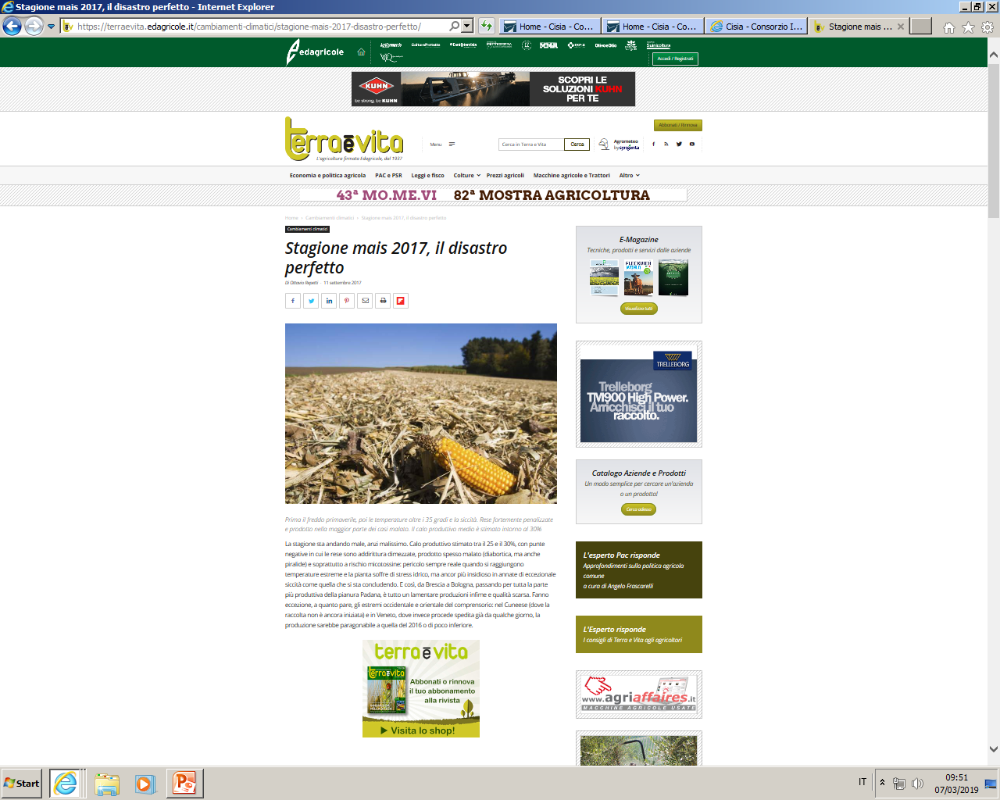 Stagione mais 2017, il disastro perfetto - Internet Explorer
https://terraevita.edagricole.it/cambiamenti-climatici/stagione-mais-2017-disastro-perfetto/
Home - Cisia - Co...
Home - Cisia - Co...
Cisia - Consorzio I...
Stagione mais ...
edagricole
Suinicoltura
Accedi / Registrati
KUHN
be strong, be KUHN
SCOPRI LE
SOLUZIONI KUHN
PER TE
terra è vita
L'agricoltura firmata Edagricole, dal 1937
Menu
Cerca in Terra e Vita
Cerca
Agrometeo
by syngenta
Abbonati / Rinnova
Economia e politica agricola
PAC e PSR
Leggi e fisco
Colture
Prezzi agricoli
Macchine agricole e Trattori
Altro
43ª MO.ME.VI 82ª MOSTRA AGRICOLTURA
Home › Cambiamenti climatici › Stagione mais 2017, il disastro perfetto
Cambiamenti climatici
Stagione mais 2017, il disastro
perfetto
Di Ottavio Repetti - 11 settembre 2017
Prima il freddo primaverile, poi le temperature oltre i 35 gradi e la siccità. Rese fortemente penalizzate
e prodotto nella maggior parte dei casi malato. Il calo produttivo medio è stimato intorno al 30%
La stagione sta andando male, anzi malissimo. Calo produttivo stimato tra il 25 e il 30%, con punte
negative in cui le rese sono addirittura dimezzate, prodotto spesso malato (diabortica, ma anche
piralide) e soprattutto a rischio micotossine: pericolo sempre reale quando si raggiungono
temperature estreme e la pianta soffre di stress idrico, ma ancor più insidioso in annate di eccezionale
siccità come quella che si sta concludendo. E così, da Brescia a Bologna, passando per tutta la parte
più produttiva della pianura Padana, è tutto un lamentare produzioni infime e qualità scarsa. Fanno
eccezione, a quanto pare, gli estremi occidentale e orientale del comprensorio: nel Cuneese (dove la
raccolta non è ancora iniziata) e in Veneto, dove invece procede spedita già da qualche giorno, la
produzione sarebbe paragonabile a quella del 2016 o di poco inferiore.
terra è vita
Abbonati o rinnova
il tuo abbonamento
alla rivista
Visita lo shop!
E-Magazine
Tecniche, prodotti e servizi dalle aziende
FLECKVIEH
WORLD
Visualizza tutti
TRELLEBORG
Trelleborg
TM900 High Power.
Arricchisci il tuo
raccolto.
Catalogo Aziende e Prodotti
Un modo semplice per cercare un'azienda
o un prodotto!
Cerca adesso
L'esperto Pac risponde
Approfondimenti sulla politica agricola
comune
a cura di Angelo Frascarelli
L'Esperto risponde
I consigli di Terra e Vita agli agricoltori
www.agriaffaires.it
MACCHINE AGRICOLE USATE
Start
IT
09:51
07/03/2019